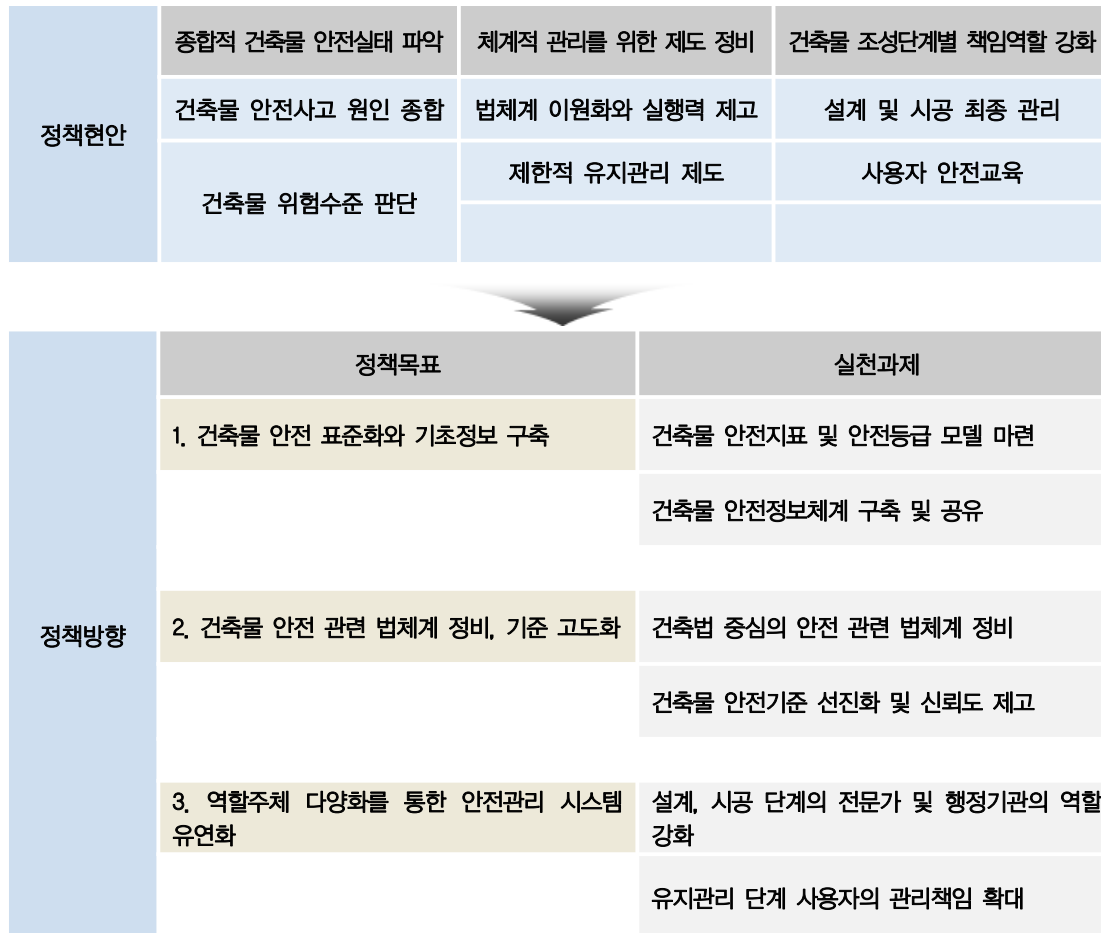 정책현안
종합적 건축물 안전실태 파악
체계적 관리를 위한 제도 정비
건축물 조성단계별 책임역할 강화
건축물 안전사고 원인 종합
법체계 이원화와 실행력 제고
설계 및 시공 최종 관리
건축물 위험수준 판단
제한적 유지관리 제도
사용자 안전교육
정책방향
정책목표
실천과제
1. 건축물 안전 표준화와 기초정보 구축
건축물 안전지표 및 안전등급 모델 마련
건축물 안전정보체계 구축 및 공유
2. 건축물 안전 관련 법체계 정비, 기준 고도화
건축법 중심의 안전 관련 법체계 정비
건축물 안전기준 선진화 및 신뢰도 제고
3. 역할주체 다양화를 통한 안전관리 시스템
유연화
설계, 시공 단계의 전문가 및 행정기관의 역할
강화
유지관리 단계 사용자의 관리책임 확대